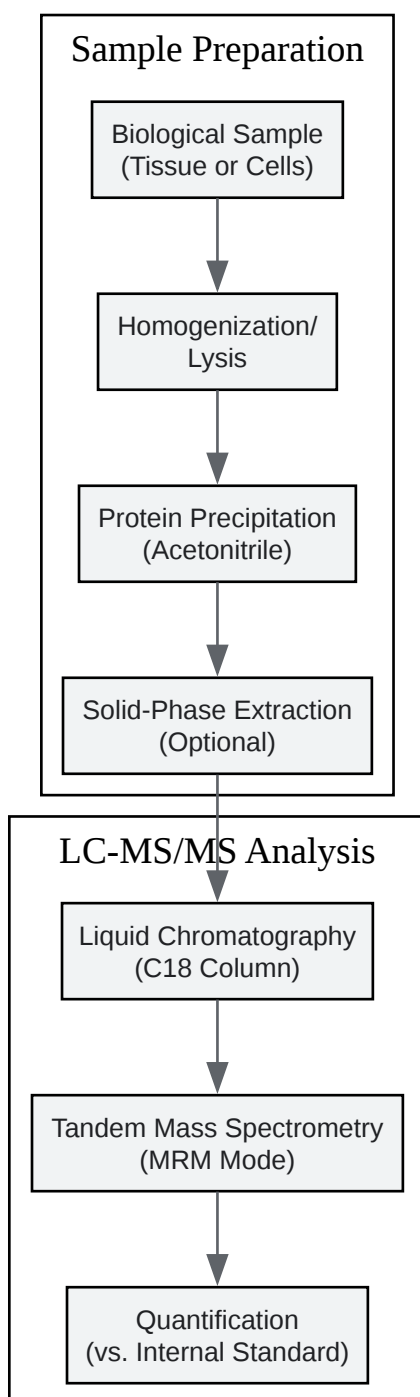 Sample Preparation
Biological Sample
(Tissue or Cells)
Homogenization/
Lysis
Protein Precipitation
(Acetonitrile)
Solid-Phase Extraction
(Optional)
LC-MS/MS Analysis
Liquid Chromatography
(C18 Column)
Tandem Mass Spectrometry
(MRM Mode)
Quantification
(vs. Internal Standard)